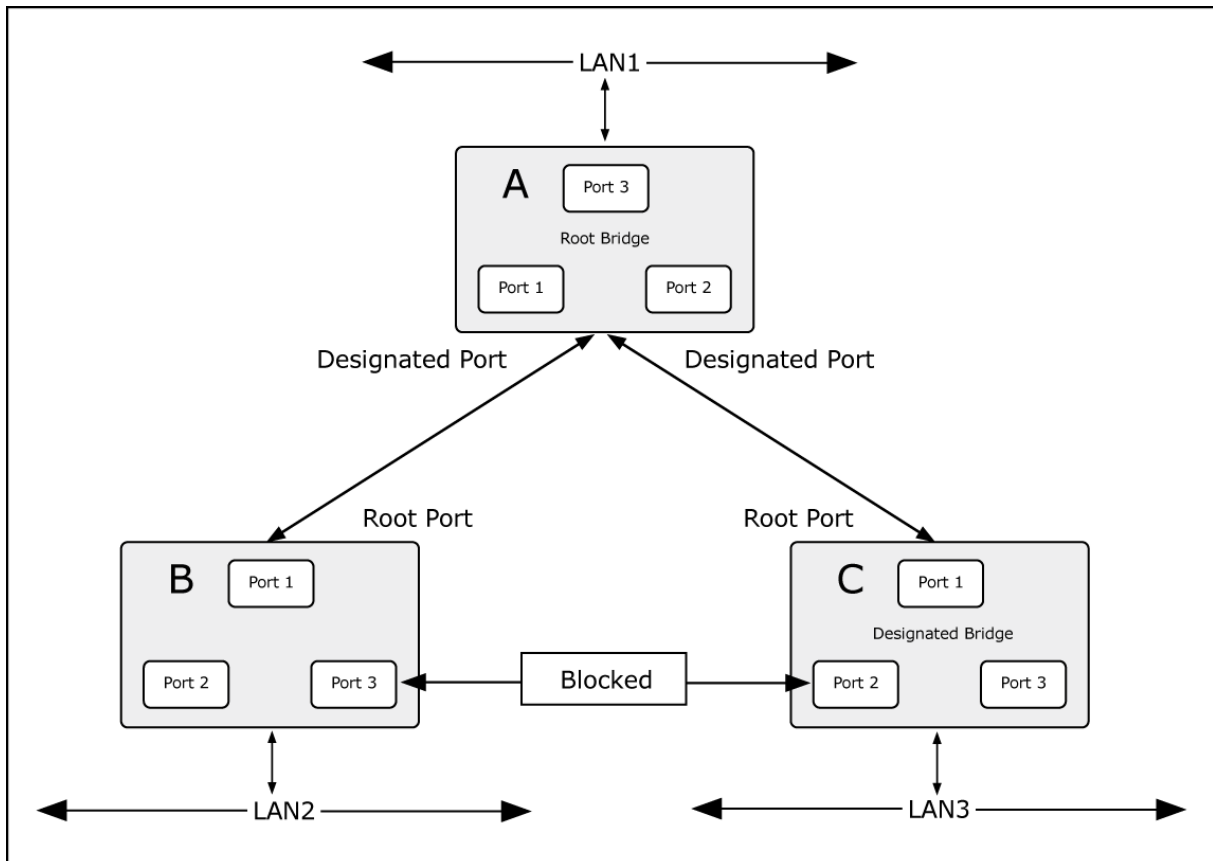 LAN1
A
Port 3
Root Bridge
Port 1
Port 2
Designated Port
Designated Port
Root Port
Root Port
B
Port 1
Port 2
Port 3
Blocked
C
Port 1
Designated Bridge
Port 2
Port 3
LAN2
LAN3